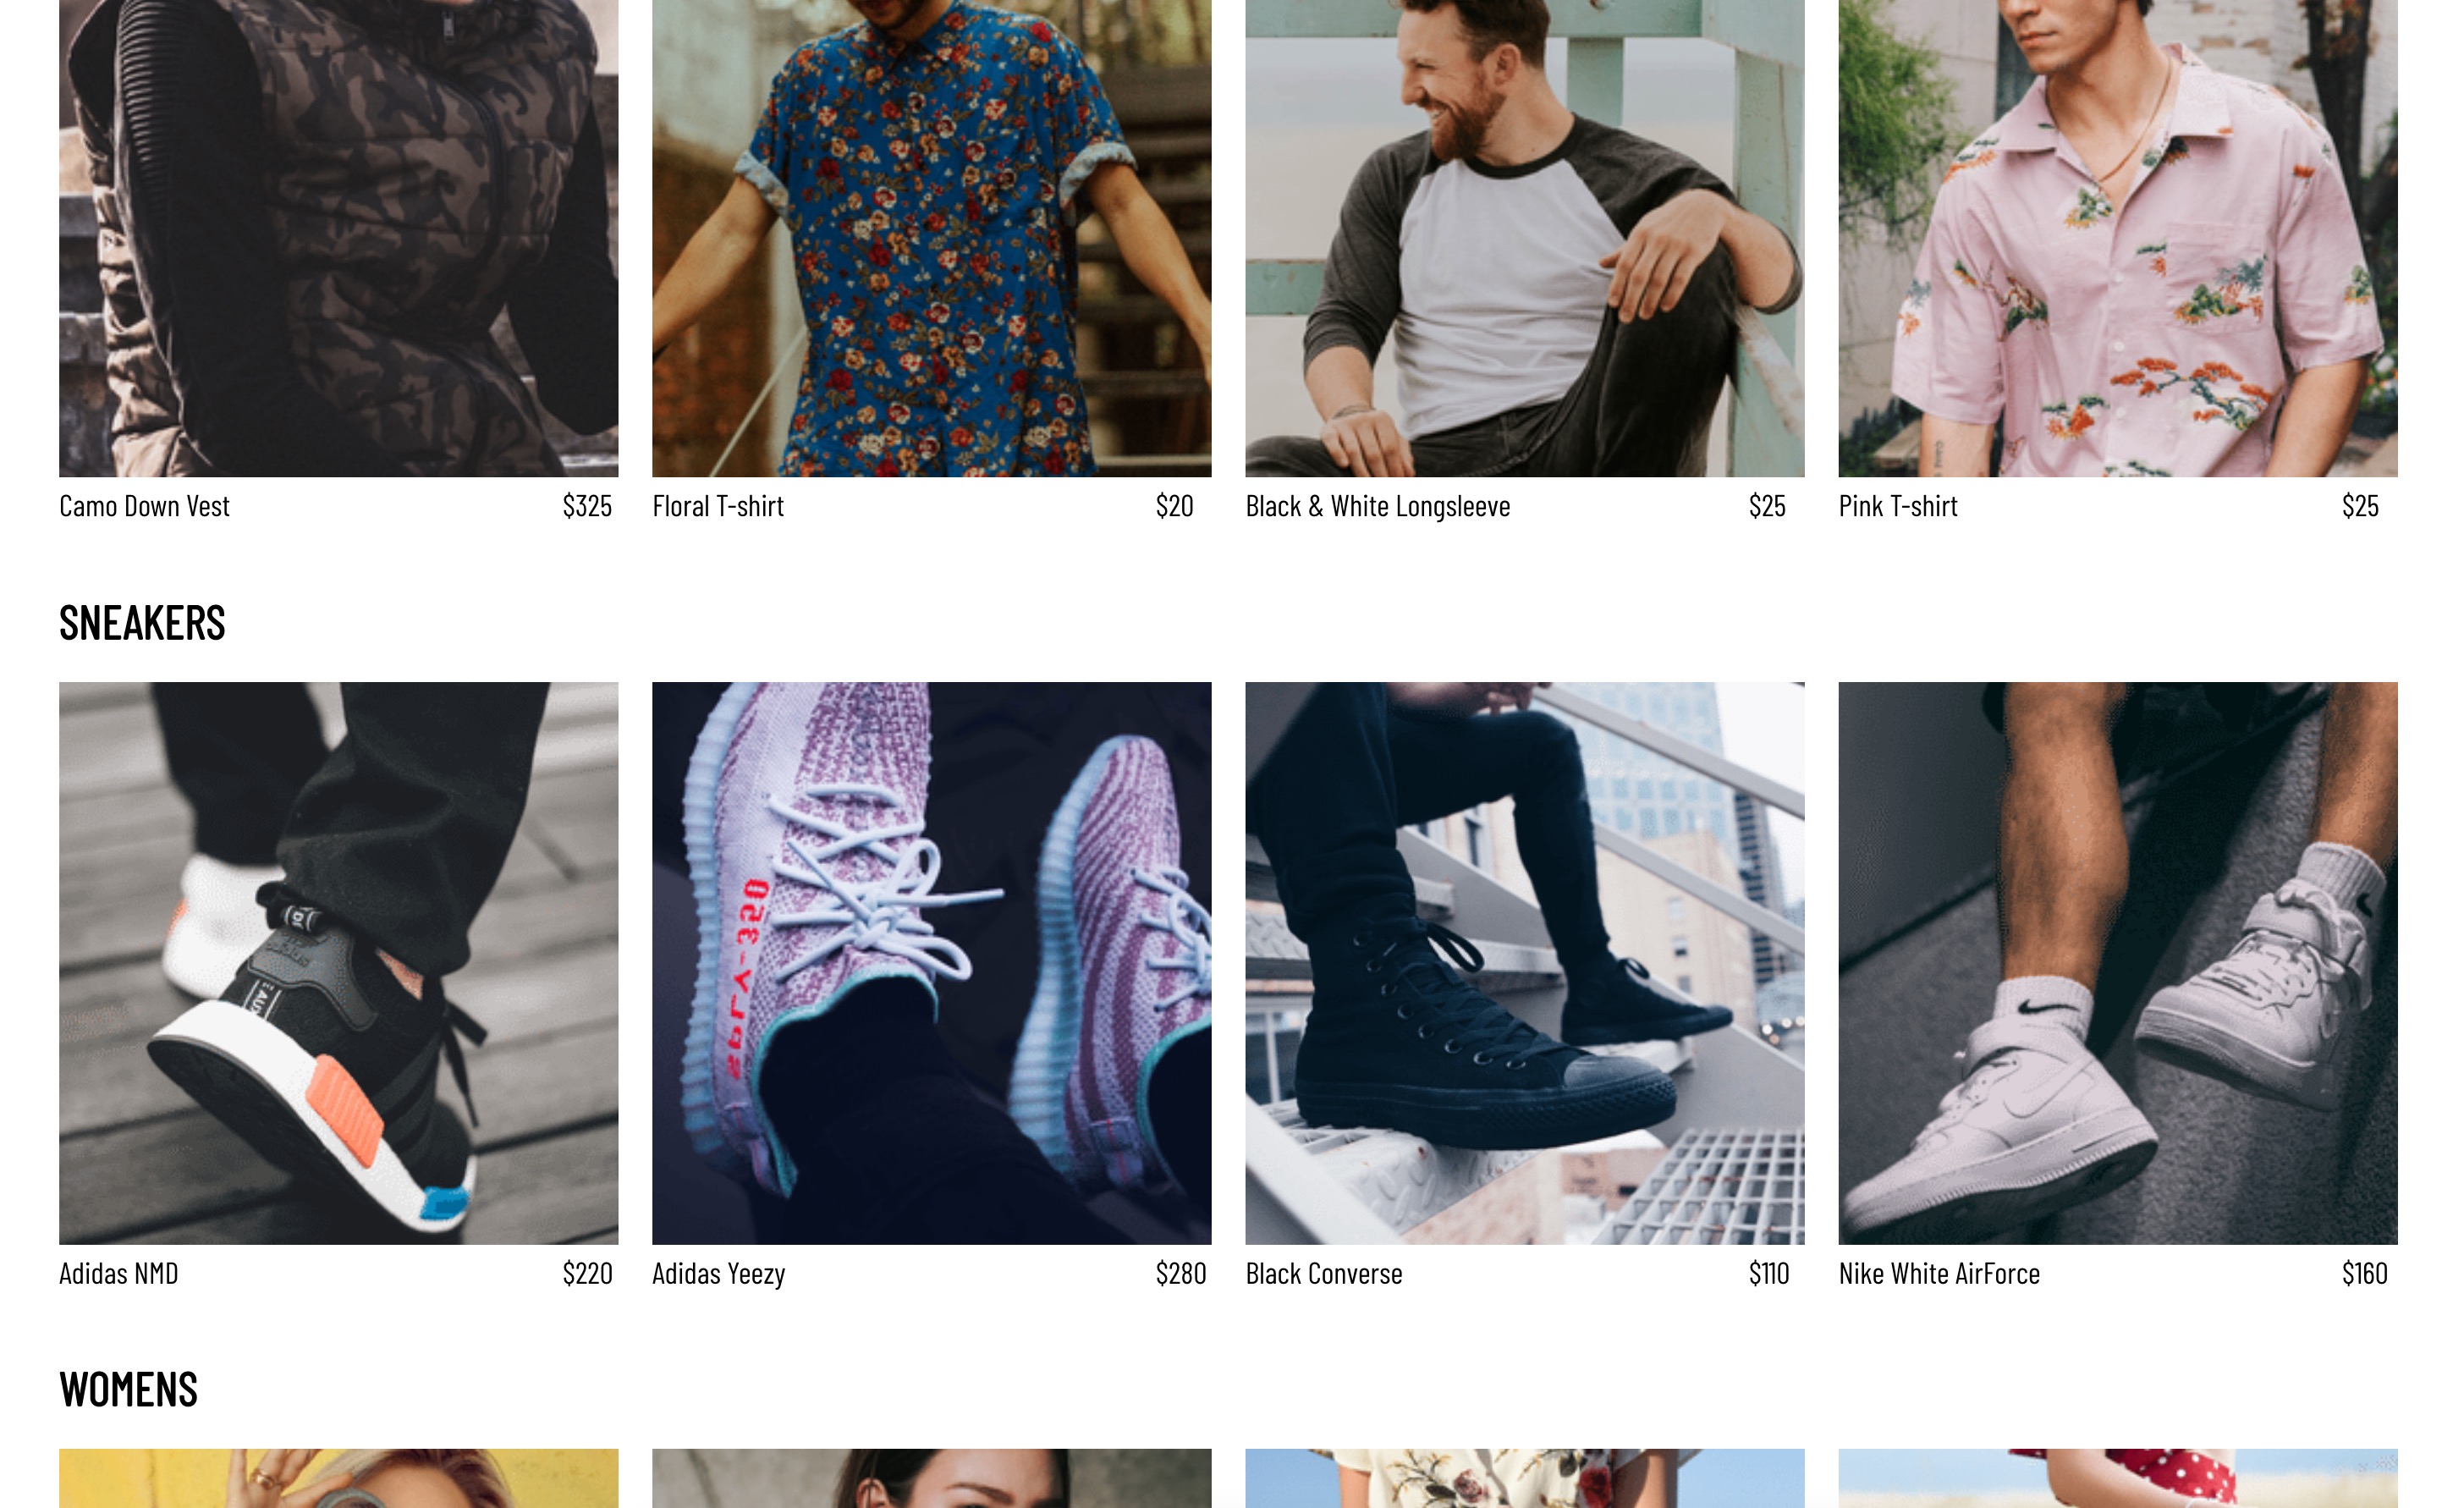 Camo Down Vest $325 Floral T-shirt $20 Black & White Longsleeve $25 Pink T-shirt $25
SNEAKERS
Adidas NMD $220 Adidas Yeezy $280 Black Converse $110 Nike White AirForce $160
WOMENS